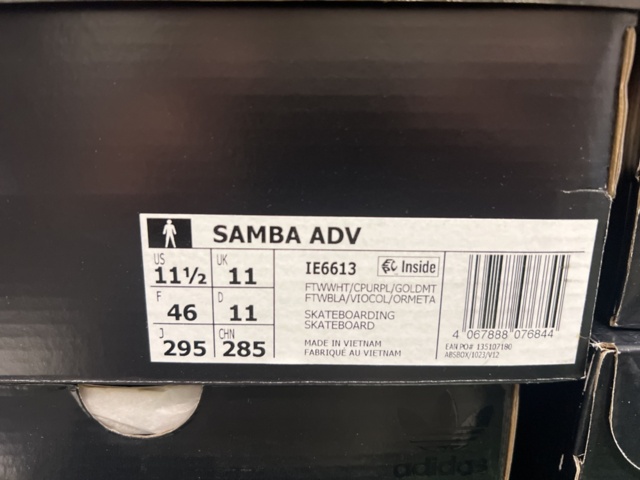 SAMBA ADV
US 11½ UK 11
F 46 D 11
J 295 CHN 285
IE6613 Inside
FTWWHT/CPURPL/GOLDMT
FTWBLA/VIOCOL/ORMETA
SKATEBOARDING
SKATEBOARD
MADE IN VIETNAM
FABRIQUÉ AU VIETNAM
4 067888 076844
EAN PO# 135107180
ABSBOX/1023/V12
adidas